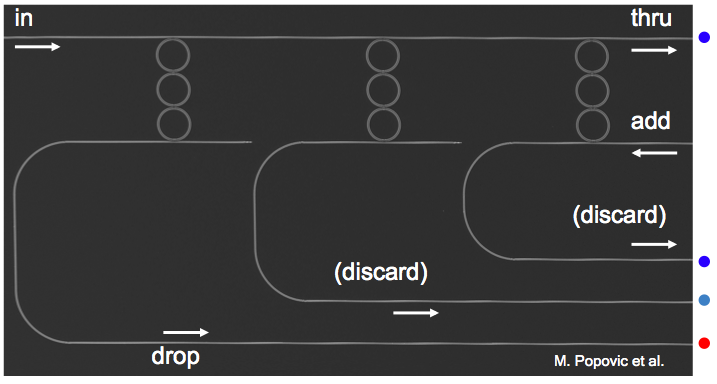 in
thru
add
(discard)
(discard)
drop
M. Popovic et al.